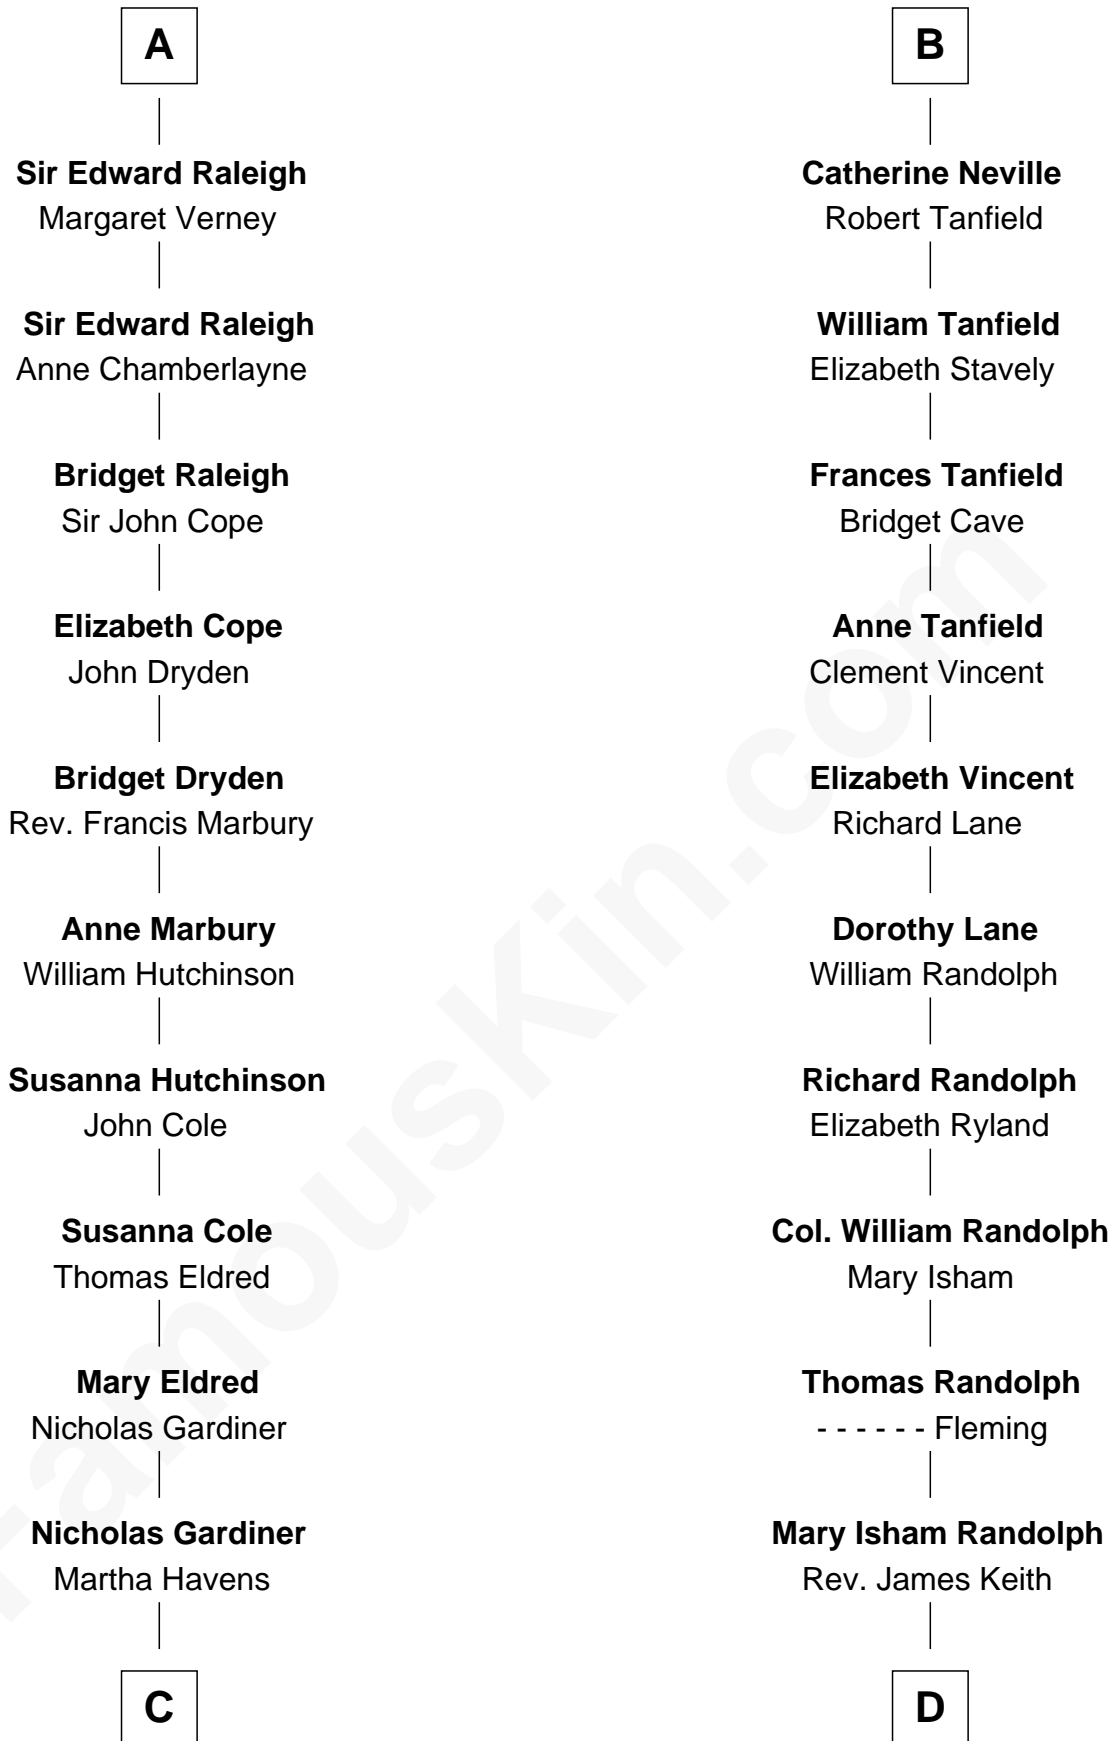 A
Sir Edward Raleigh
Margaret Verney
Sir Edward Raleigh
Anne Chamberlayne
Bridget Raleigh
Sir John Cope
Elizabeth Cope
John Dryden
Bridget Dryden
Rev. Francis Marbury
Anne Marbury
William Hutchinson
Susanna Hutchinson
John Cole
Susanna Cole
Thomas Eldred
Mary Eldred
Nicholas Gardiner
Nicholas Gardiner
Martha Havens
C
B
Catherine Neville
Robert Tanfield
William Tanfield
Elizabeth Stavely
Frances Tanfield
Bridget Cave
Anne Tanfield
Clement Vincent
Elizabeth Vincent
Richard Lane
Dorothy Lane
William Randolph
Richard Randolph
Elizabeth Ryland
Col. William Randolph
Mary Isham
Thomas Randolph
- - - - - - Fleming
Mary Isham Randolph
Rev. James Keith
D
FamousKin.com